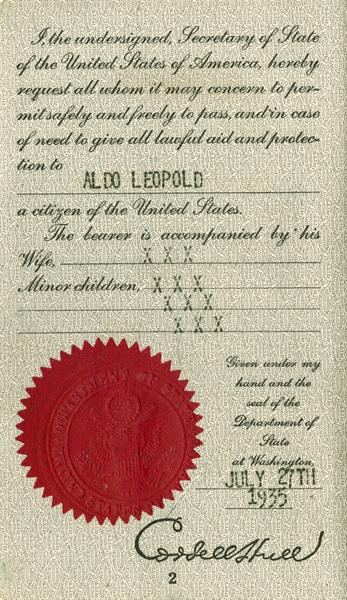 I, the undersigned, Secretary of State
of the United States of America, hereby
request all whom it may concern to per-
mit safely and freely to pass, and in case
of need to give all lawful aid and protec-
tion to
ALDO LEOPOLD
a citizen of the United States.
The bearer is accompanied by his
Wife, X X X
Minor children, X X X
X X X
X X X
Given under my
hand and the
seal of the
Department of
State
at Washington,
JULY 27TH
1935
Cordell Hull
2